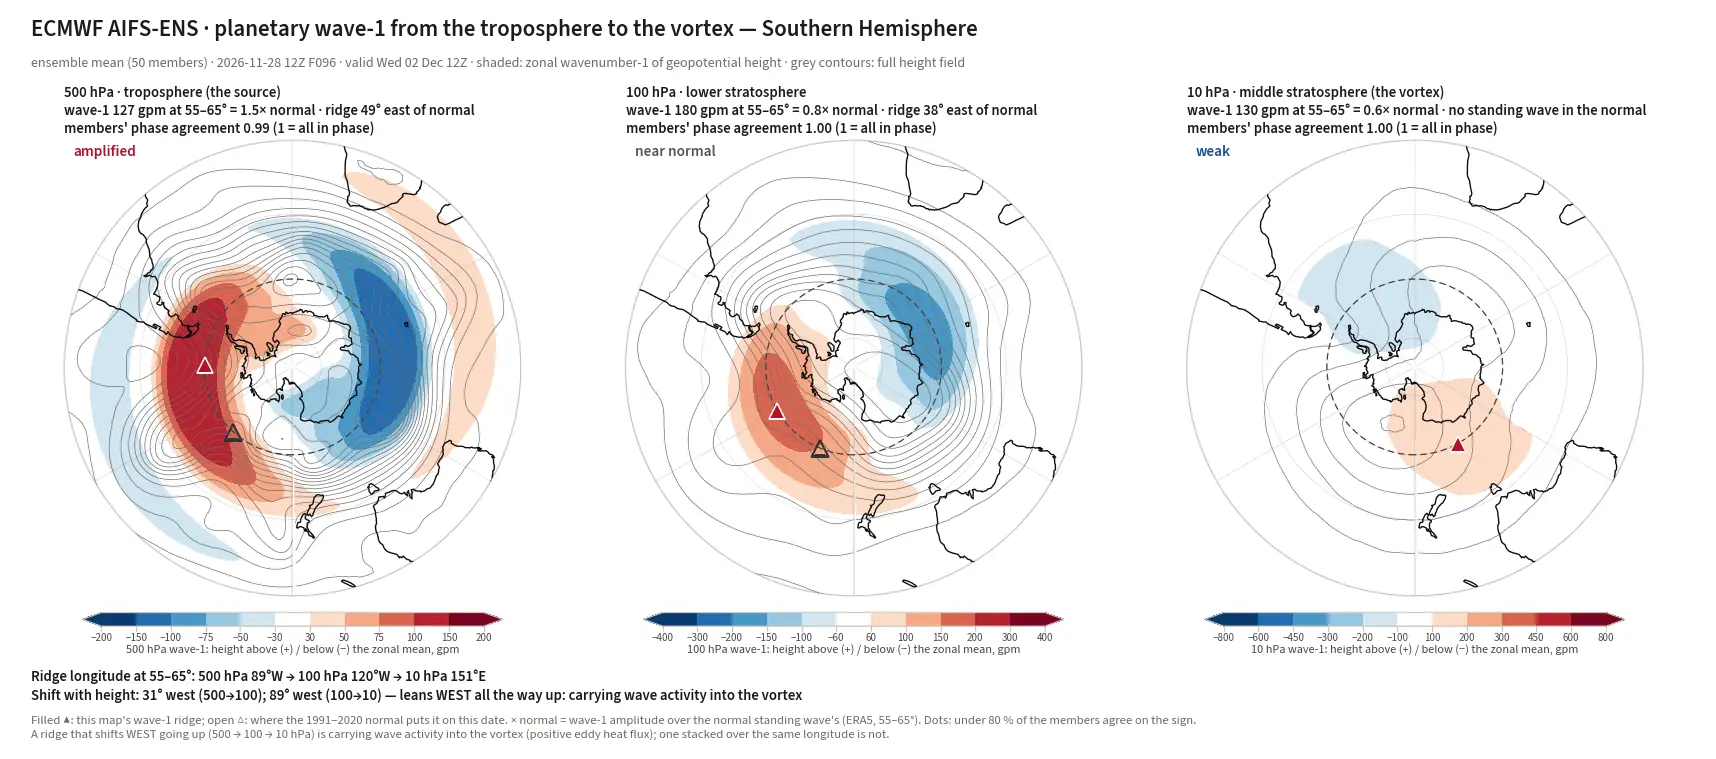 ECMWF AIFS-ENS · planetary wave-1 from the troposphere to the vortex — Southern Hemisphere
ensemble mean (50 members) · 2026-11-28 12Z F096 · valid Wed 02 Dec 12Z · shaded: zonal wavenumber-1 of geopotential height · grey contours: full height field
500 hPa · troposphere (the source)
wave-1 127 gpm at 55–65° = 1.5× normal · ridge 49° east of normal
members' phase agreement 0.99 (1 = all in phase)
amplified
100 hPa · lower stratosphere
wave-1 180 gpm at 55–65° = 0.8× normal · ridge 38° east of normal
members' phase agreement 1.00 (1 = all in phase)
near normal
10 hPa · middle stratosphere (the vortex)
wave-1 130 gpm at 55–65° = 0.6× normal · no standing wave in the normal
members' phase agreement 1.00 (1 = all in phase)
weak
−200 −150 −100 −75 −50 −30 30 50 75 100 150 200
500 hPa wave-1: height above (+) / below (−) the zonal mean, gpm
−400 −300 −200 −150 −100 −60 60 100 150 200 300 400
100 hPa wave-1: height above (+) / below (−) the zonal mean, gpm
−800 −600 −450 −300 −200 −100 100 200 300 450 600 800
10 hPa wave-1: height above (+) / below (−) the zonal mean, gpm
Ridge longitude at 55–65°: 500 hPa 89°W → 100 hPa 120°W → 10 hPa 151°E
Shift with height: 31° west (500→100); 89° west (100→10) — leans WEST all the way up: carrying wave activity into the vortex
Filled ▲: this map's wave-1 ridge; open △: where the 1991–2020 normal puts it on this date. × normal = wave-1 amplitude over the normal standing wave's (ERA5, 55–65°). Dots: under 80 % of the members agree on the sign.
A ridge that shifts WEST going up (500 → 100 → 10 hPa) is carrying wave activity into the vortex (positive eddy heat flux); one stacked over the same longitude is not.